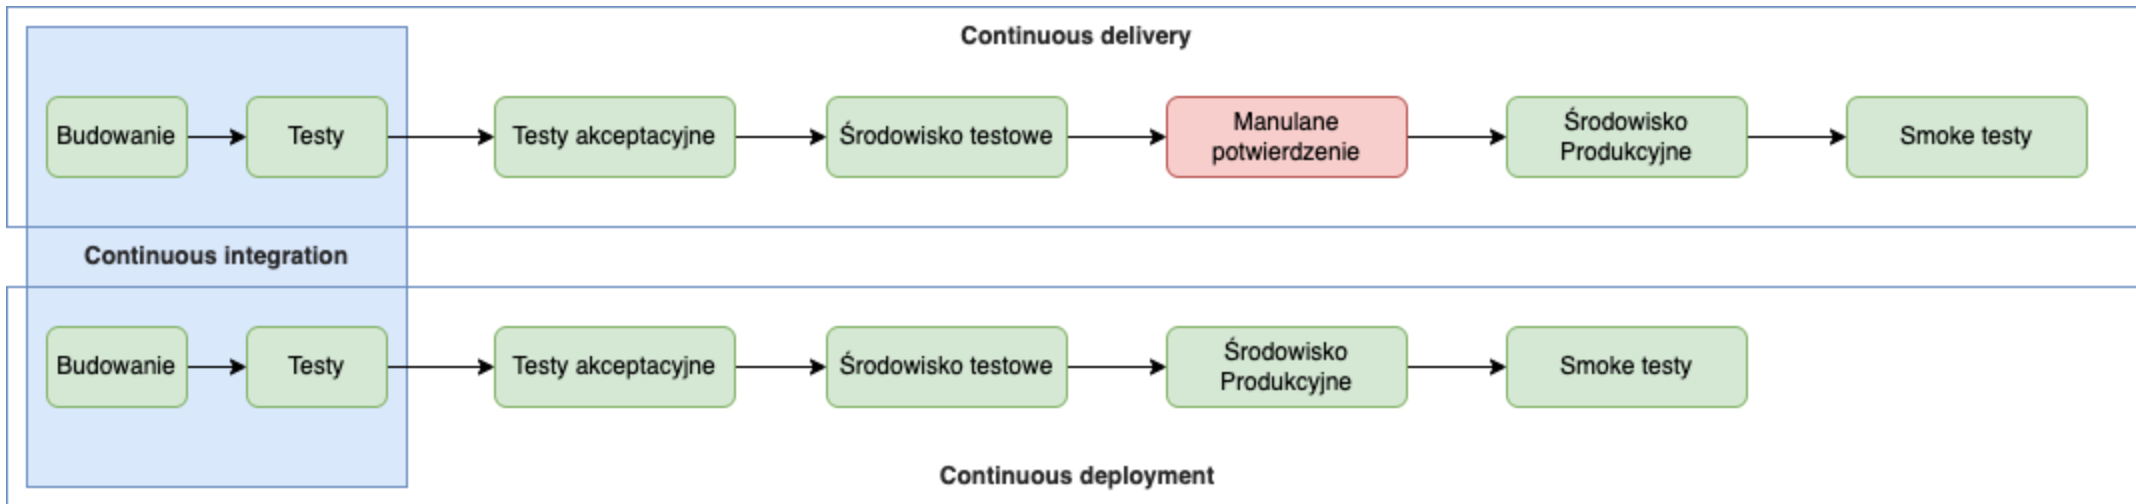 Continuous delivery
Budowanie
Testy
Testy akceptacyjne
Środowisko testowe
Manulane
potwierdzenie
Środowisko
Produkcyjne
Smoke testy
Continuous integration
Budowanie
Testy
Testy akceptacyjne
Środowisko testowe
Środowisko
Produkcyjne
Smoke testy
Continuous deployment